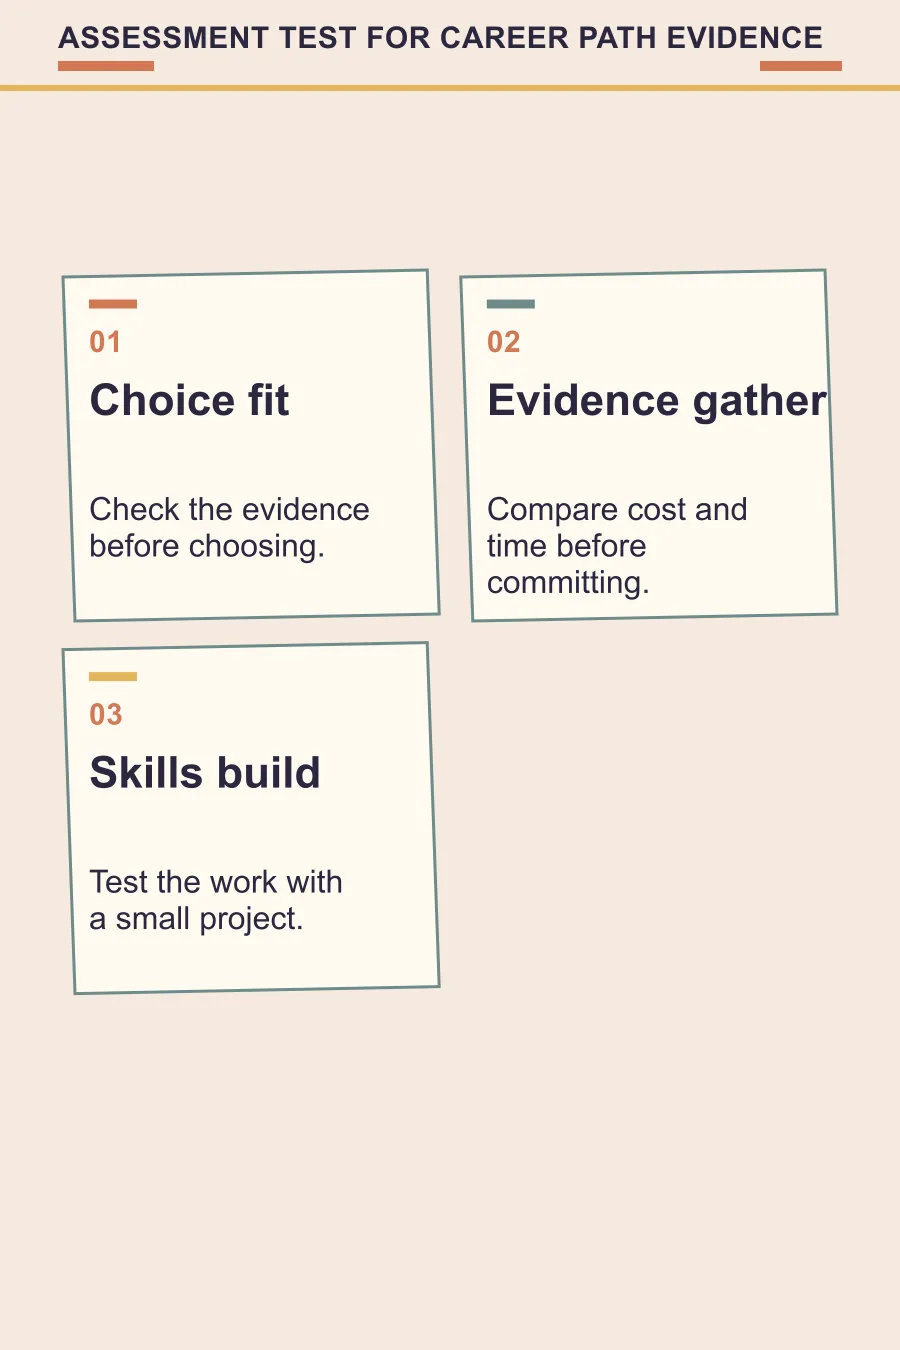 ASSESSMENT TEST FOR CAREER PATH EVIDENCE
01
Choice fit
Check the evidence
before choosing.
02
Evidence gather
Compare cost and
time before
committing.
03
Skills build
Test the work with
a small project.